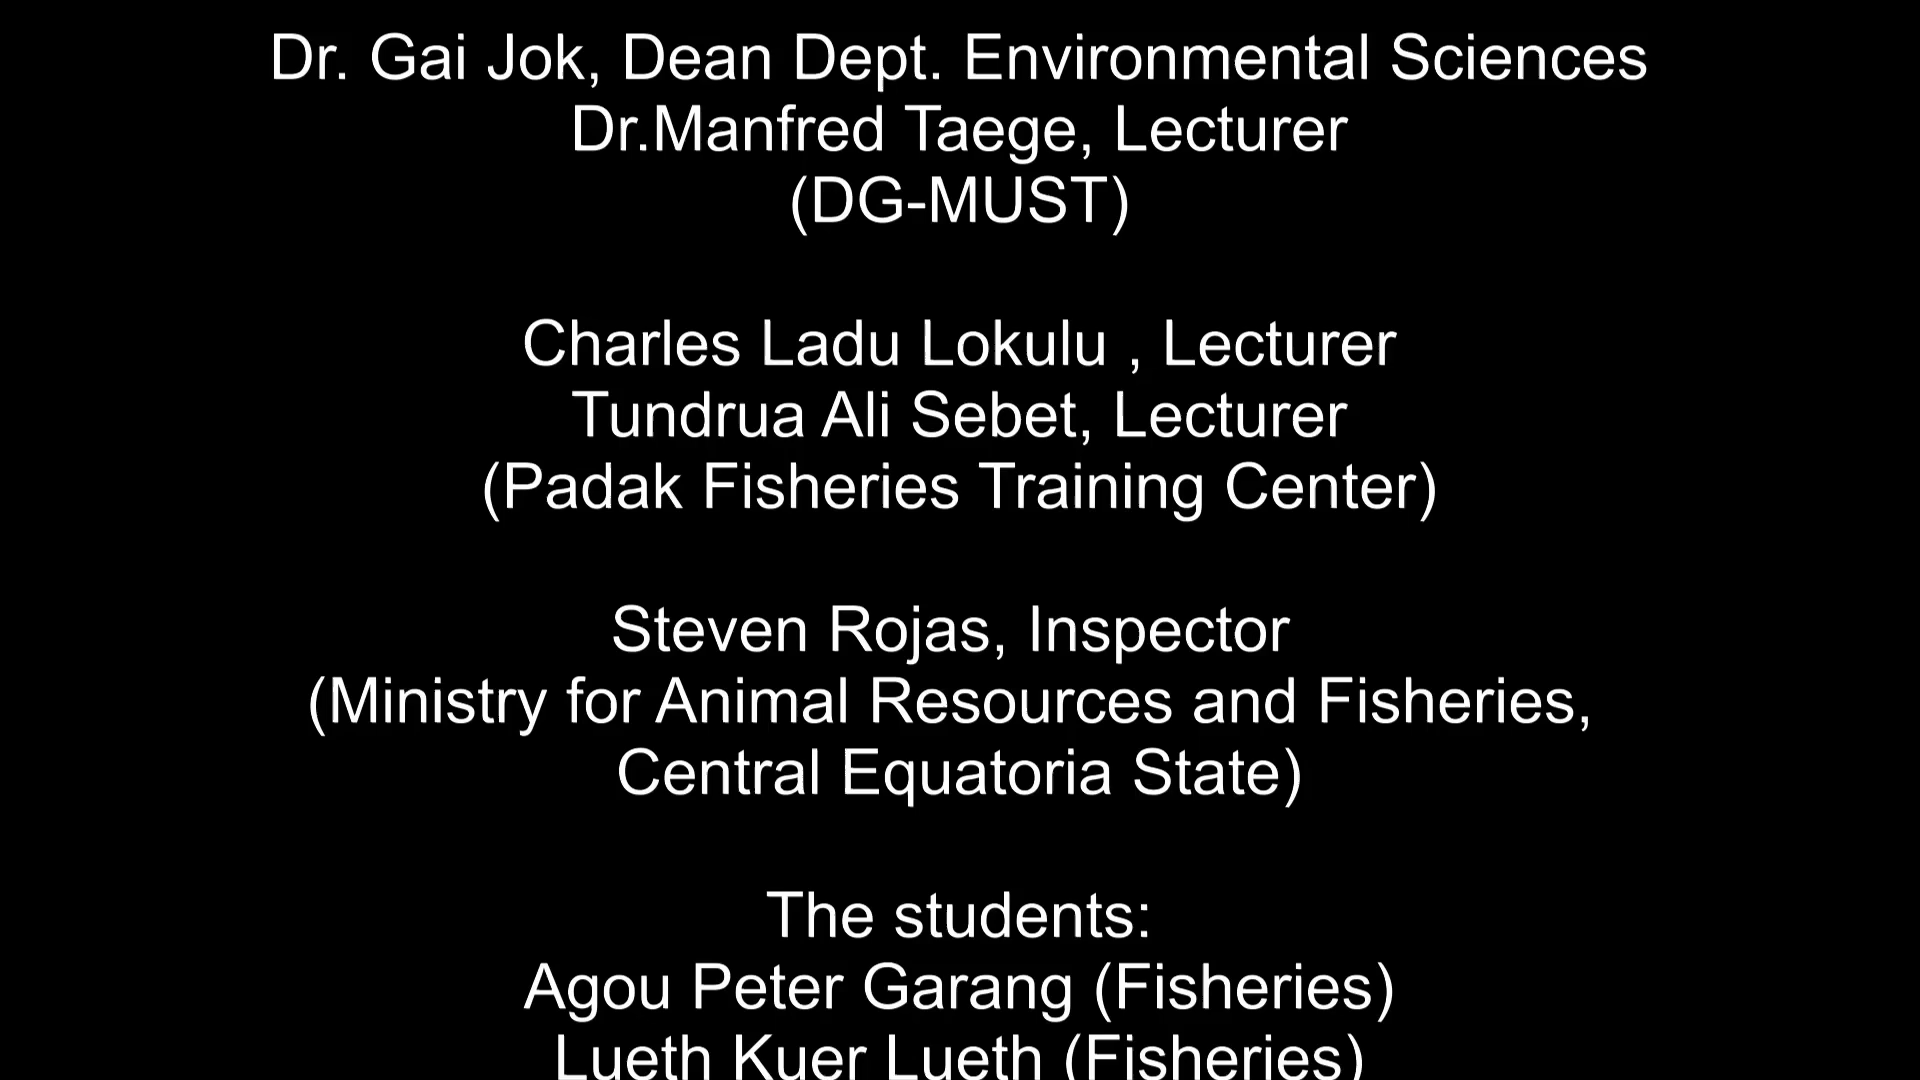 Dr. Gai Jok, Dean Dept. Environmental Sciences
Dr.Manfred Taege, Lecturer
(DG-MUST)
Charles Ladu Lokulu , Lecturer
Tundrua Ali Sebet, Lecturer
(Padak Fisheries Training Center)
Steven Rojas, Inspector
(Ministry for Animal Resources and Fisheries,
Central Equatoria State)
The students:
Agou Peter Garang (Fisheries)
Lueth Kuer Lueth (Fisheries)